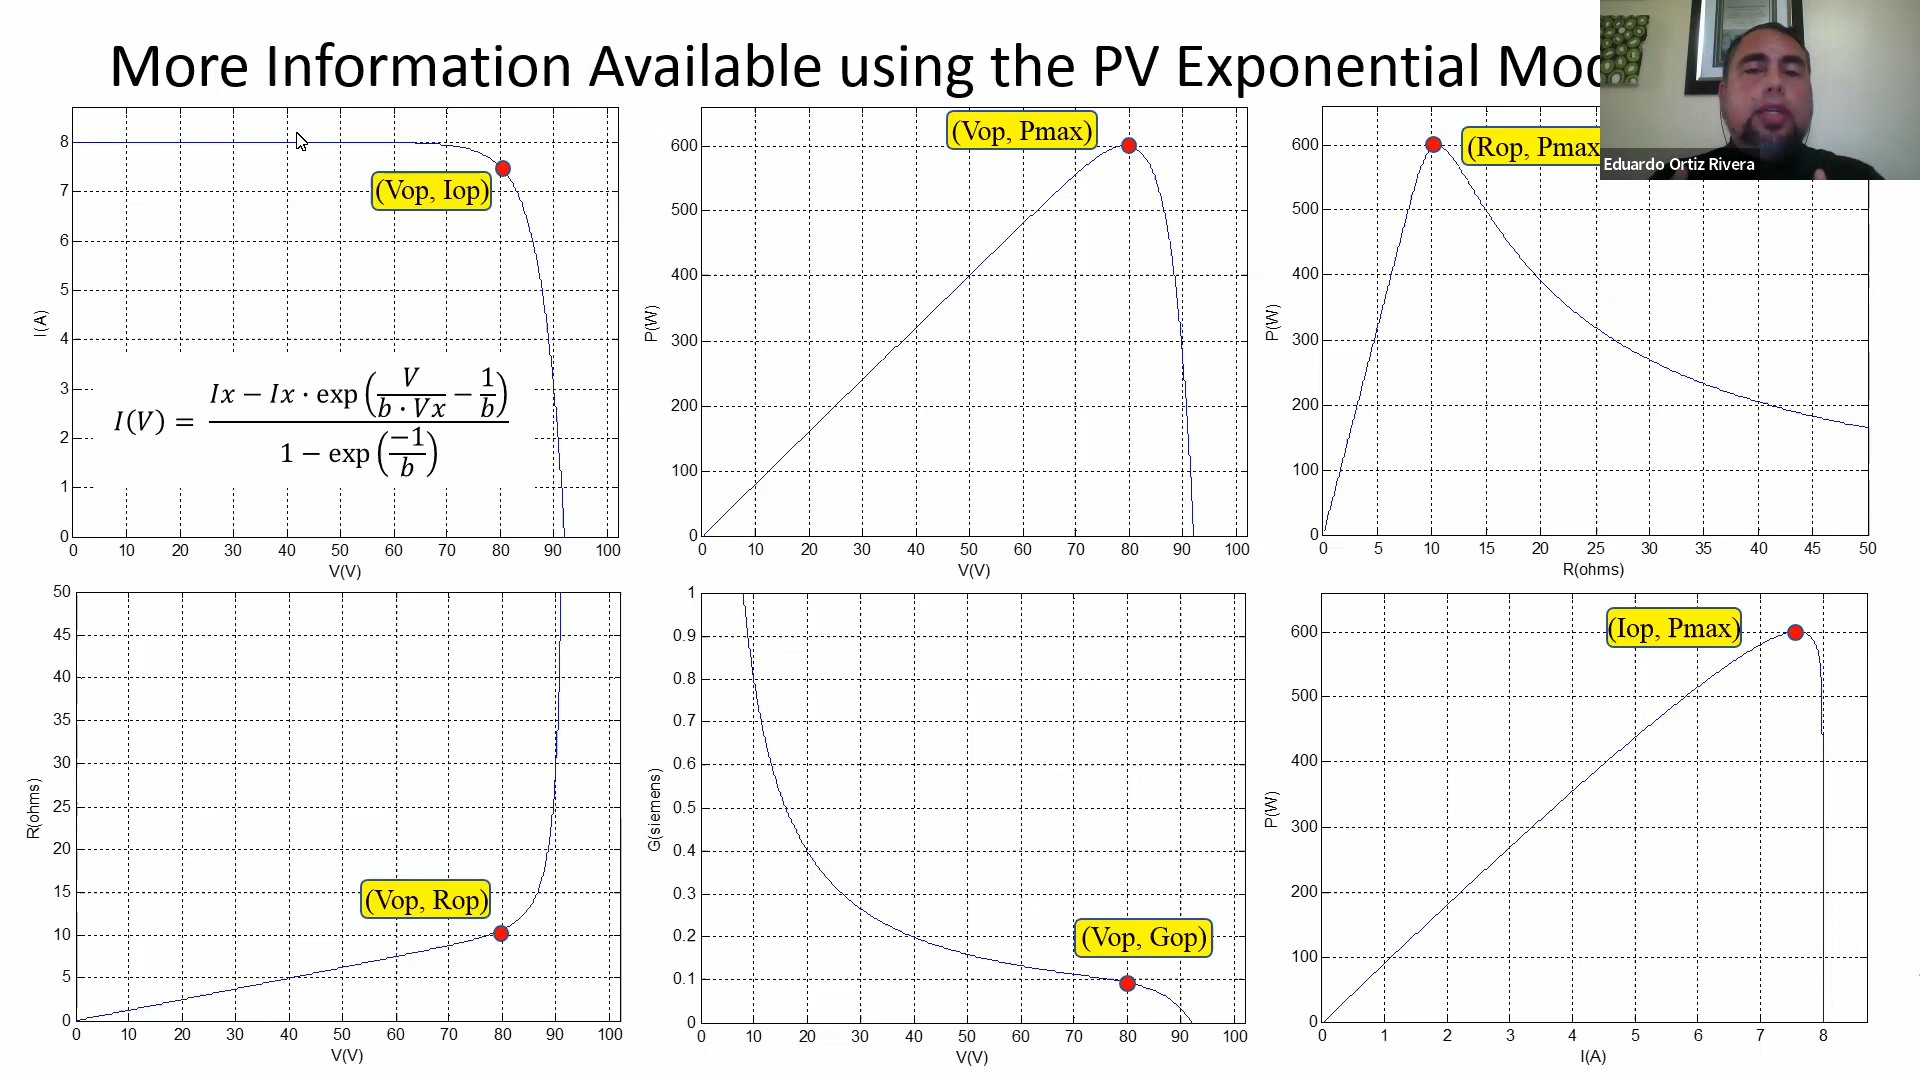 More Information Available using the PV Exponential Moc
Eduardo Ortiz Rivera
(Vop, Iop)
I(A)
8
7
6
5
4
3
2
1
0
I(V) = \frac{Ix − Ix · exp(\frac{V}{b · Vx} − \frac{1}{b})}{1 − exp(\frac{−1}{b})}
0 10 20 30 40 50 60 70 80 90 100
V(V)
(Vop, Pmax)
P(W)
600
500
400
300
200
100
0
0 10 20 30 40 50 60 70 80 90 100
V(V)
(Rop, Pmax
P(W)
600
500
400
300
200
100
0
0 5 10 15 20 25 30 35 40 45 50
R(ohms)
(Vop, Rop)
R(ohms)
50
45
40
35
30
25
20
15
10
5
0
0 10 20 30 40 50 60 70 80 90 100
V(V)
(Vop, Gop)
G(siemens)
1
0.9
0.8
0.7
0.6
0.5
0.4
0.3
0.2
0.1
0
0 10 20 30 40 50 60 70 80 90 100
V(V)
(Iop, Pmax)
P(W)
600
500
400
300
200
100
0
0 1 2 3 4 5 6 7 8
I(A)